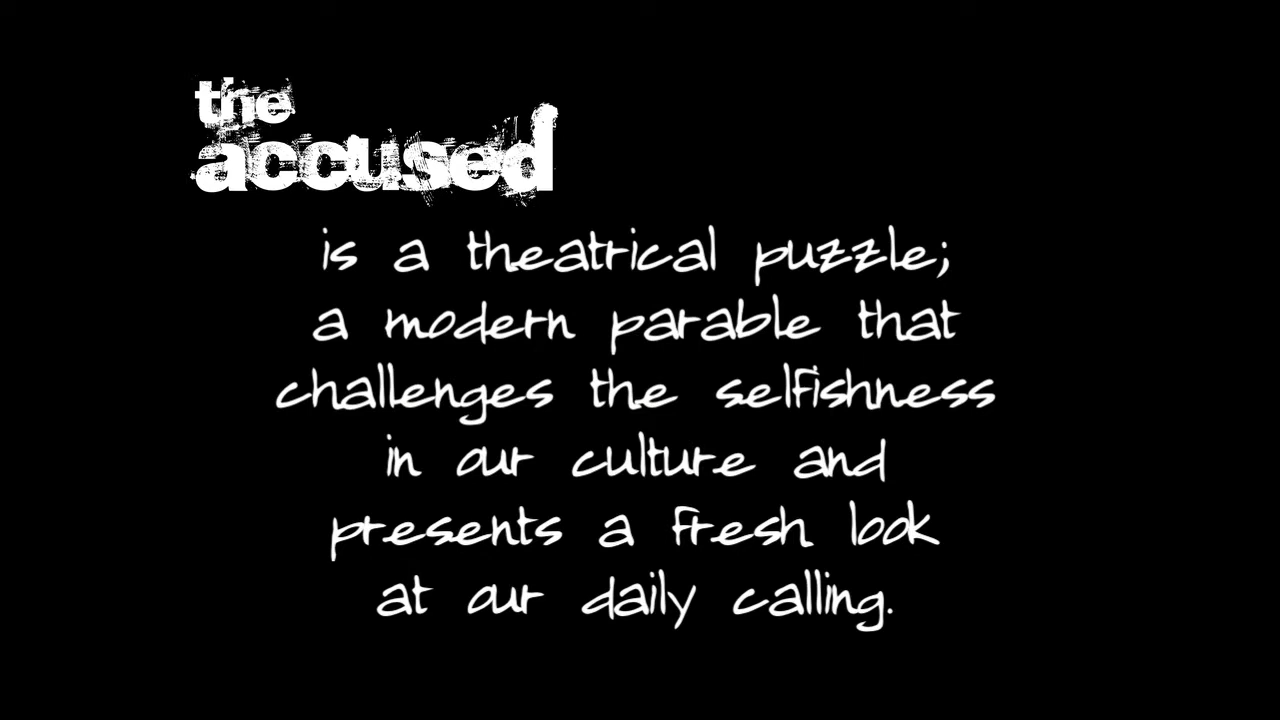 the
accused
is a theatrical puzzle;
a modern parable that
challenges the selfishness
in our culture and
presents a fresh look
at our daily calling.